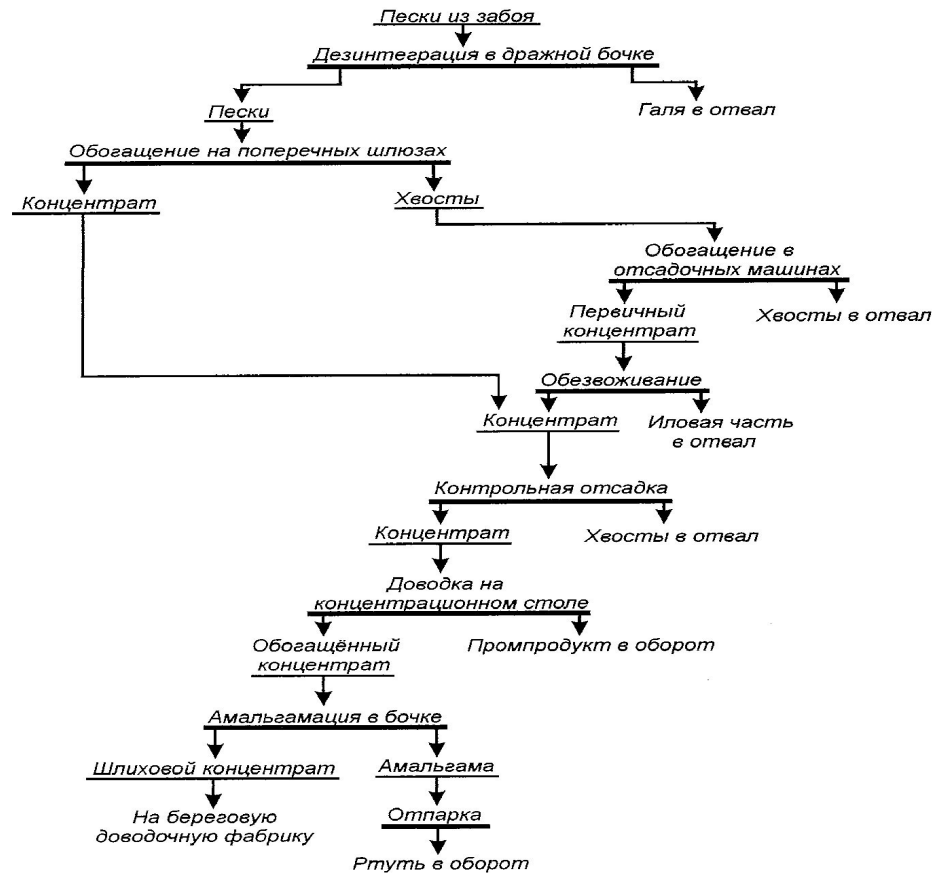 Пески из забоя
Дезинтеграция в дражной бочке
Пески
Галя в отвал
Обогащение на поперечных шлюзах
Концентрат
Хвосты
Обогащение в
отсадочных машинах
Первичный
концентрат
Хвосты в отвал
Обезвоживание
Концентрат
Иловая часть
в отвал
Контрольная отсадка
Концентрат
Хвосты в отвал
Доводка на
концентрационном столе
Обогащённый
концентрат
Промпродукт в оборот
Амальгамация в бочке
Шлиховой концентрат
Амальгама
На береговую
доводочную фабрику
Отпарка
Ртуть в оборот